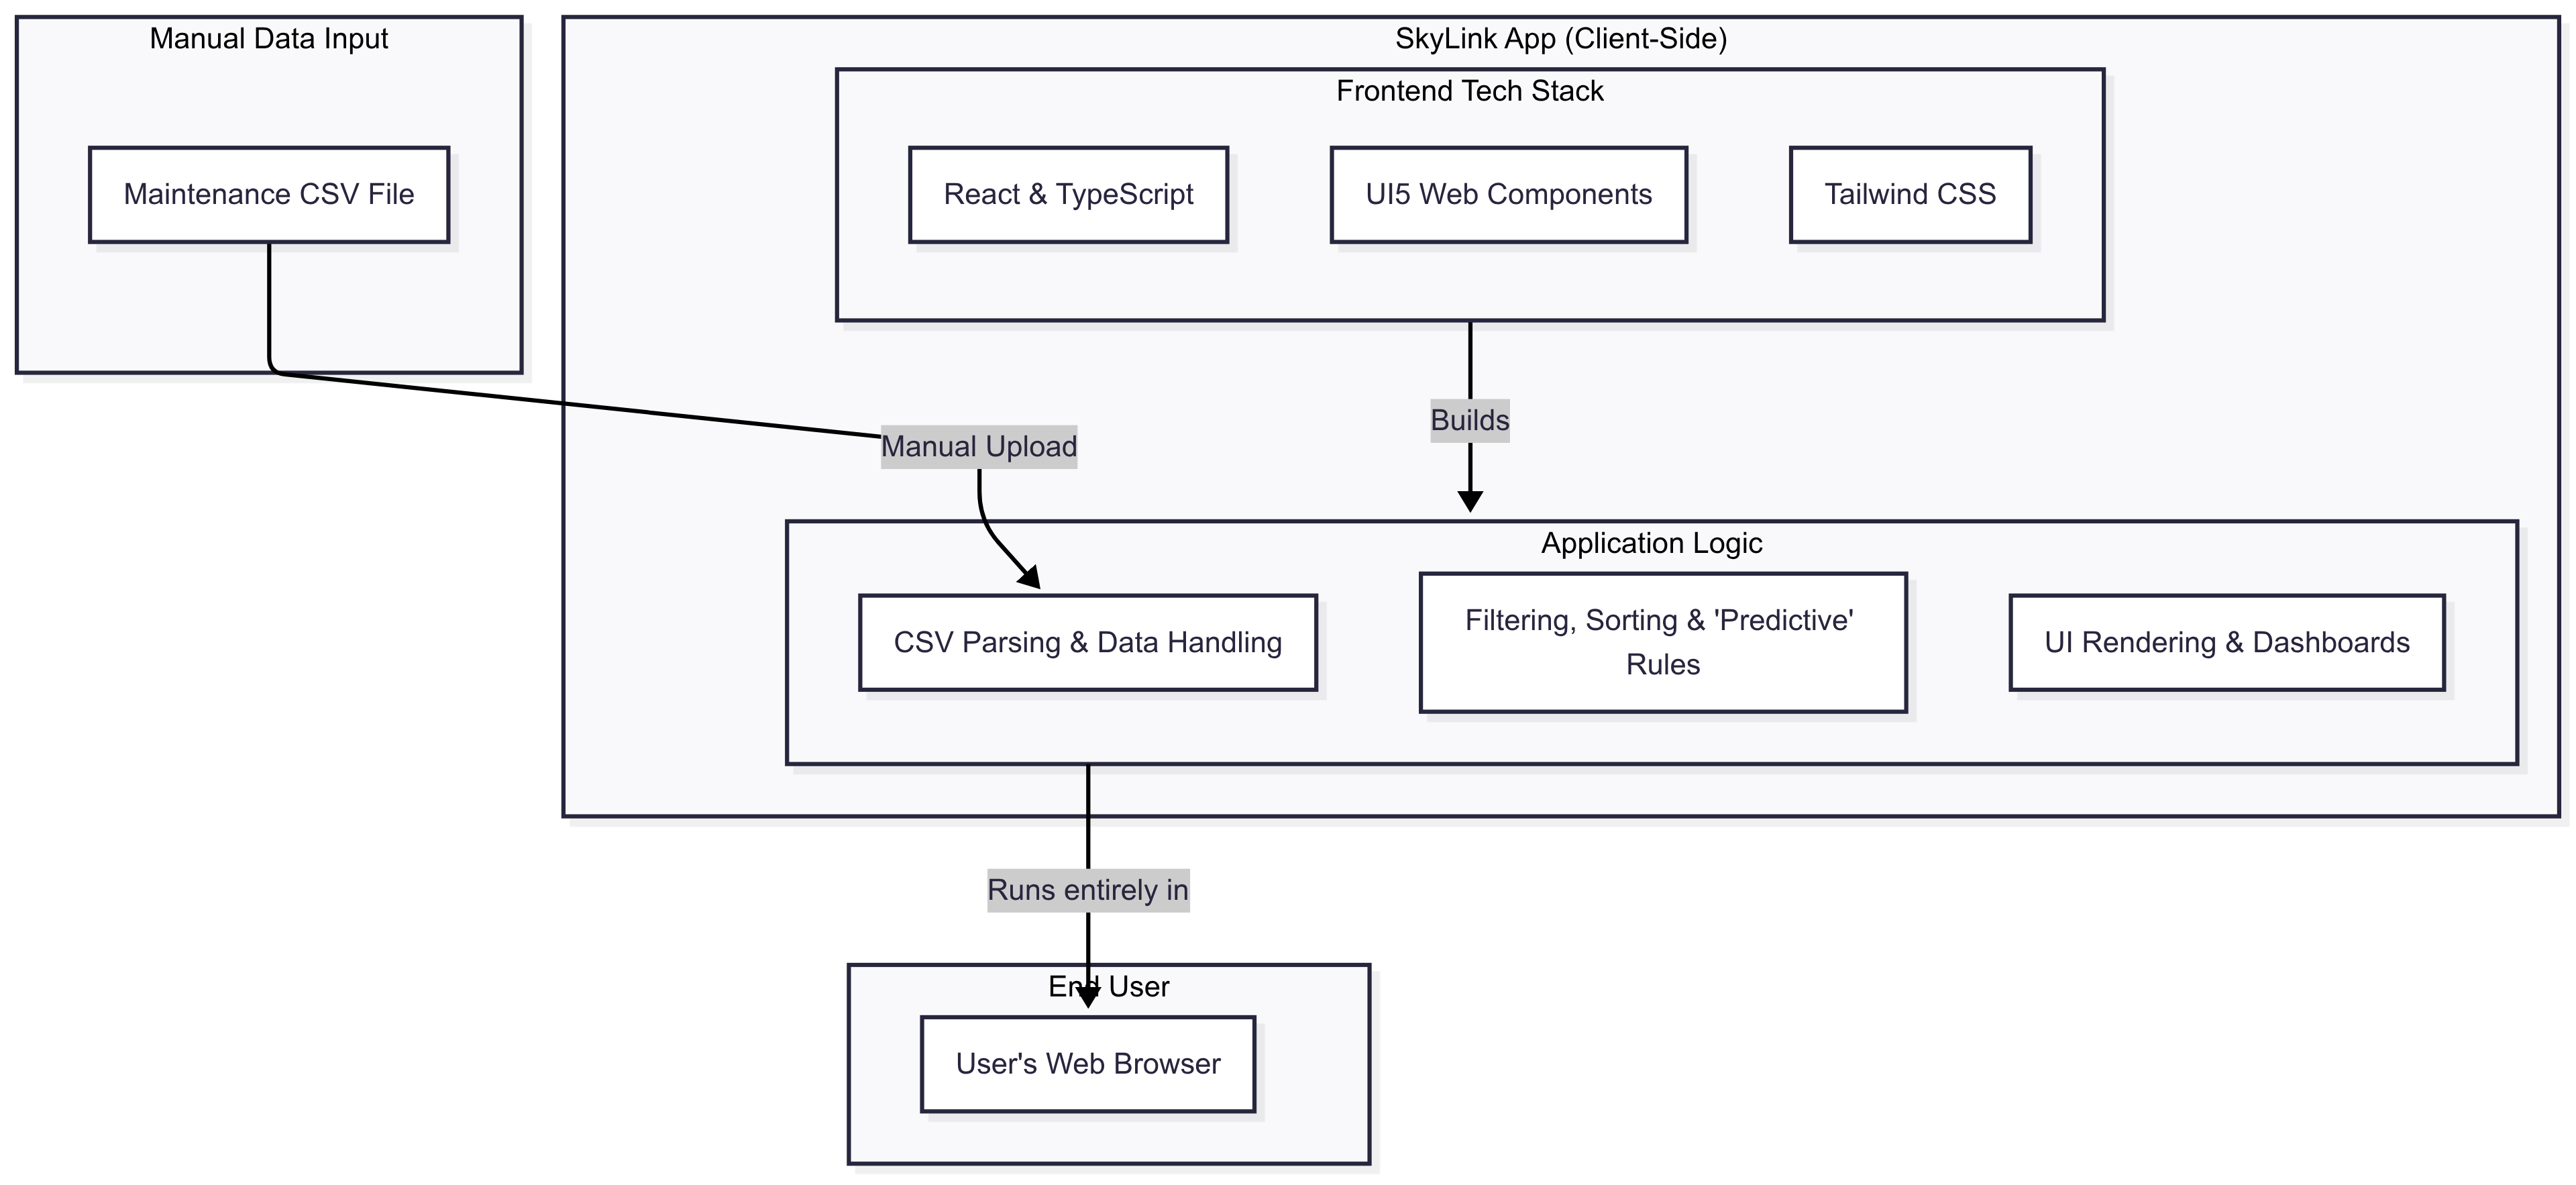 Manual Data Input
Maintenance CSV File
SkyLink App (Client-Side)
Frontend Tech Stack
React & TypeScript
UI5 Web Components
Tailwind CSS
Manual Upload
Builds
Application Logic
CSV Parsing & Data Handling
Filtering, Sorting & 'Predictive'
Rules
UI Rendering & Dashboards
Runs entirely in
End User
User's Web Browser